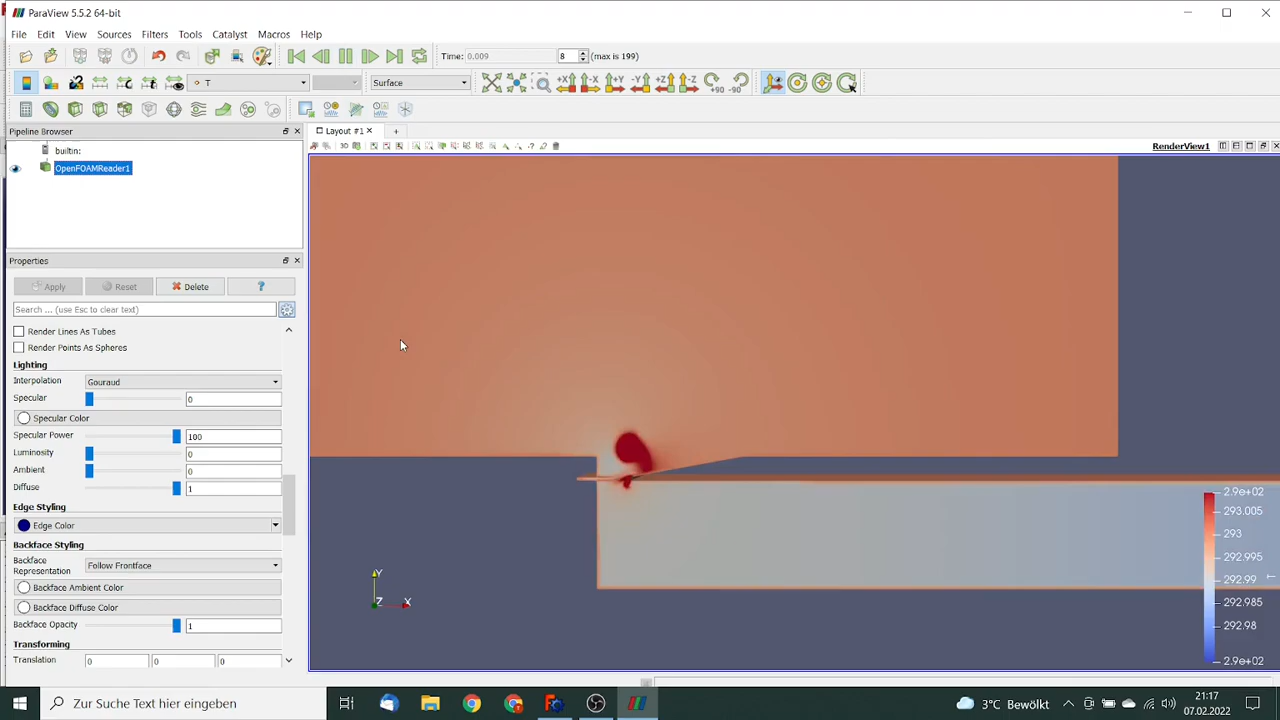 ParaView 5.5.2 64-bit
File Edit View Sources Filters Tools Catalyst Macros Help
Time: 0.009 8 (max is 199)
T Surface +X -X +Y -Y +Z -Z +90 -90
Pipeline Browser
Layout #1
builtin:
3D
RenderView1
OpenFOAMReader1
Properties
Apply Reset Delete ?
Search ... (use Esc to clear text)
Render Lines As Tubes
Render Points As Spheres
Lighting
Interpolation Gouraud
Specular 0
Specular Color
Specular Power 100
Luminosity 0
Ambient 0
Diffuse 1
Edge Styling
Edge Color
Backface Styling
Backface Representation Follow Frontface
Backface Ambient Color
Backface Diffuse Color
Backface Opacity 1
Transforming
Translation 0 0 0
Y
Z X
2.9e+02
293.005
293
292.995
292.99
292.985
292.98
2.9e+02
Zur Suche Text hier eingeben
3°C Bewölkt
21:17
07.02.2022